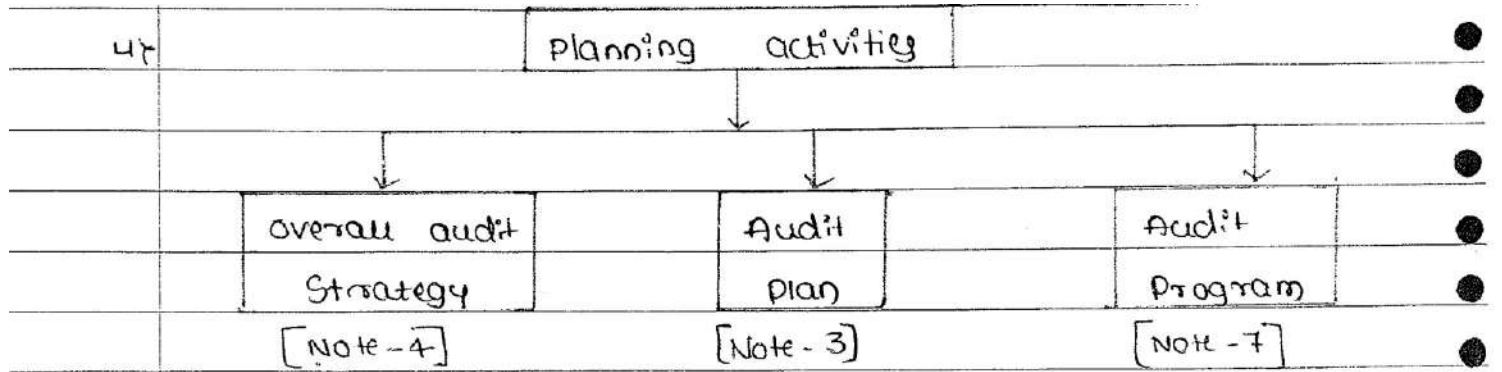 4)
Planning activities
overall audit Audit Audit
Strategy Plan Program
[Note-4] [Note-3] [Note-7]